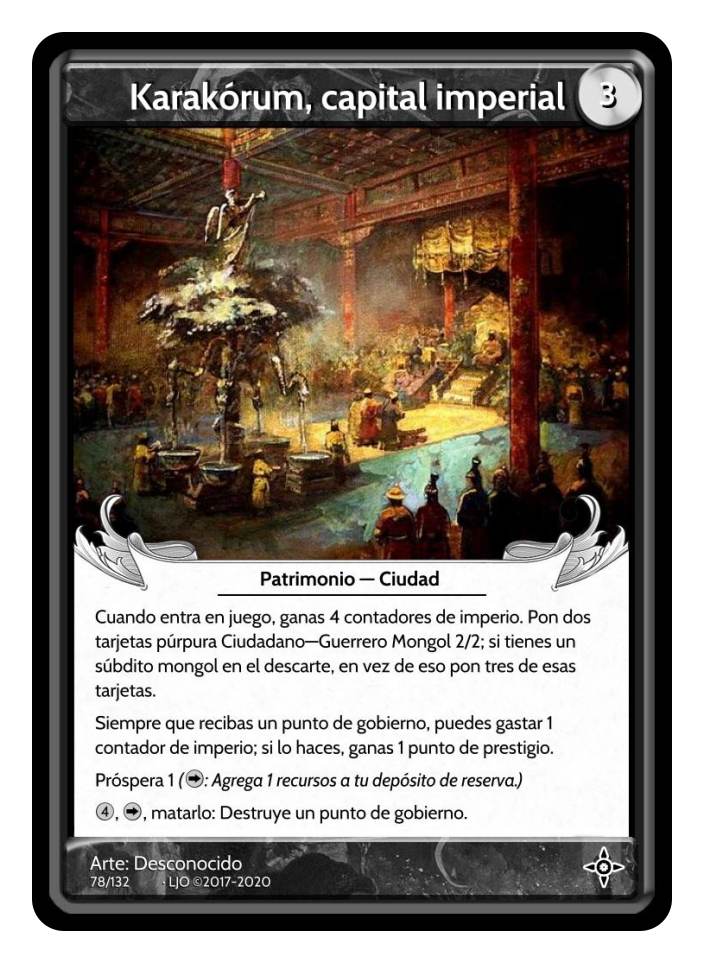 Karakórum, capital imperial
3
Patrimonio — Ciudad
Cuando entra en juego, ganas 4 contadores de imperio. Pon dos
tarjetas púrpura Ciudadano—Guerrero Mongol 2/2; si tienes un
súbdito mongol en el descarte, en vez de eso pon tres de esas
tarjetas.
Siempre que recibas un punto de gobierno, puedes gastar 1
contador de imperio; si lo haces, ganas 1 punto de prestigio.
Próspera 1 (➡: Agrega 1 recursos a tu depósito de reserva.)
4, ➡, matarlo: Destruye un punto de gobierno.
Arte: Desconocido
78/132 · LJO ©2017-2020